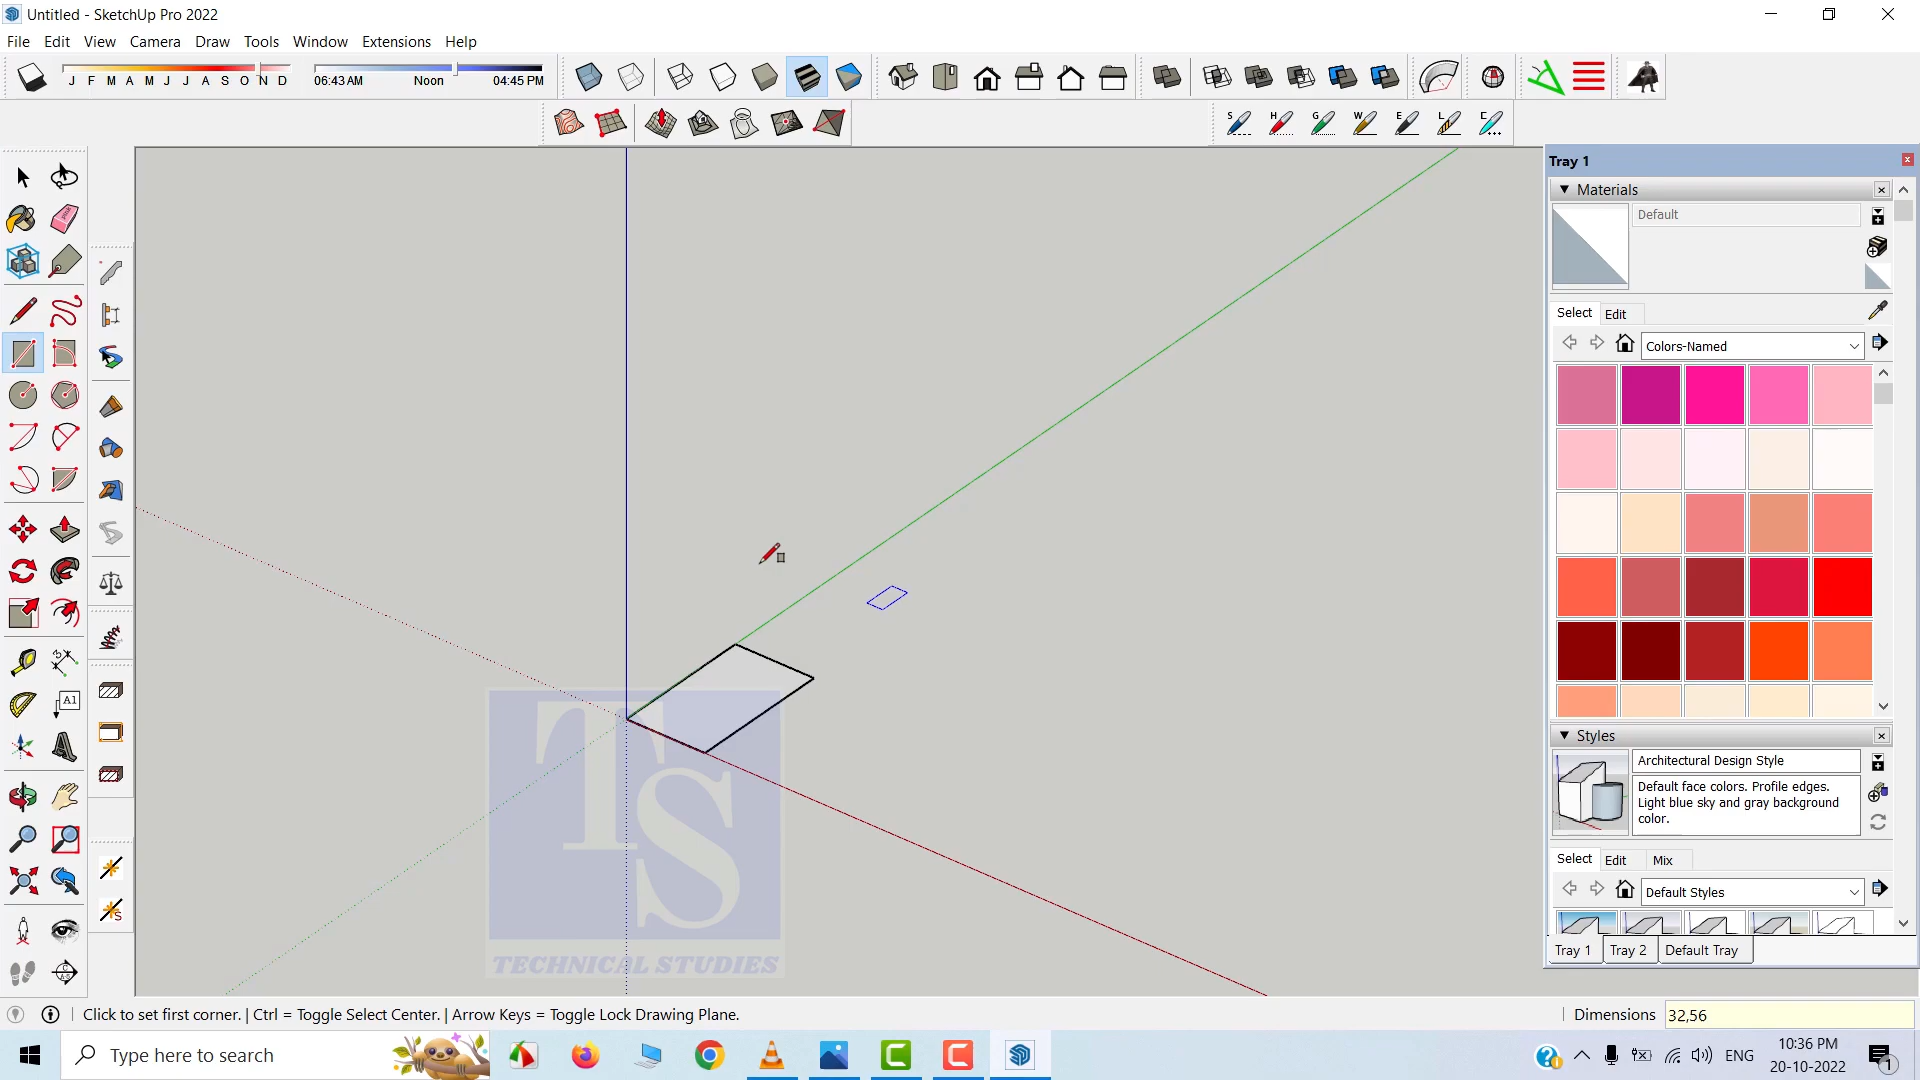 Untitled - SketchUp Pro 2022
File Edit View Camera Draw Tools Window Extensions Help
J F M A M J J A S O N D
06:43 AM Noon 04:45 PM
S H G W E L C
Tray 1
Materials
Default
Select Edit
Colors-Named
A1
Styles
Architectural Design Style
Default face colors. Profile edges.
Light blue sky and gray background
color.
Select Edit Mix
Default Styles
Tray 1 Tray 2 Default Tray
TS
TECHNICAL STUDIES
Click to set first corner. | Ctrl = Toggle Select Center. | Arrow Keys = Toggle Lock Drawing Plane.
Dimensions 32,56
Type here to search
ENG
10:36 PM
20-10-2022
1